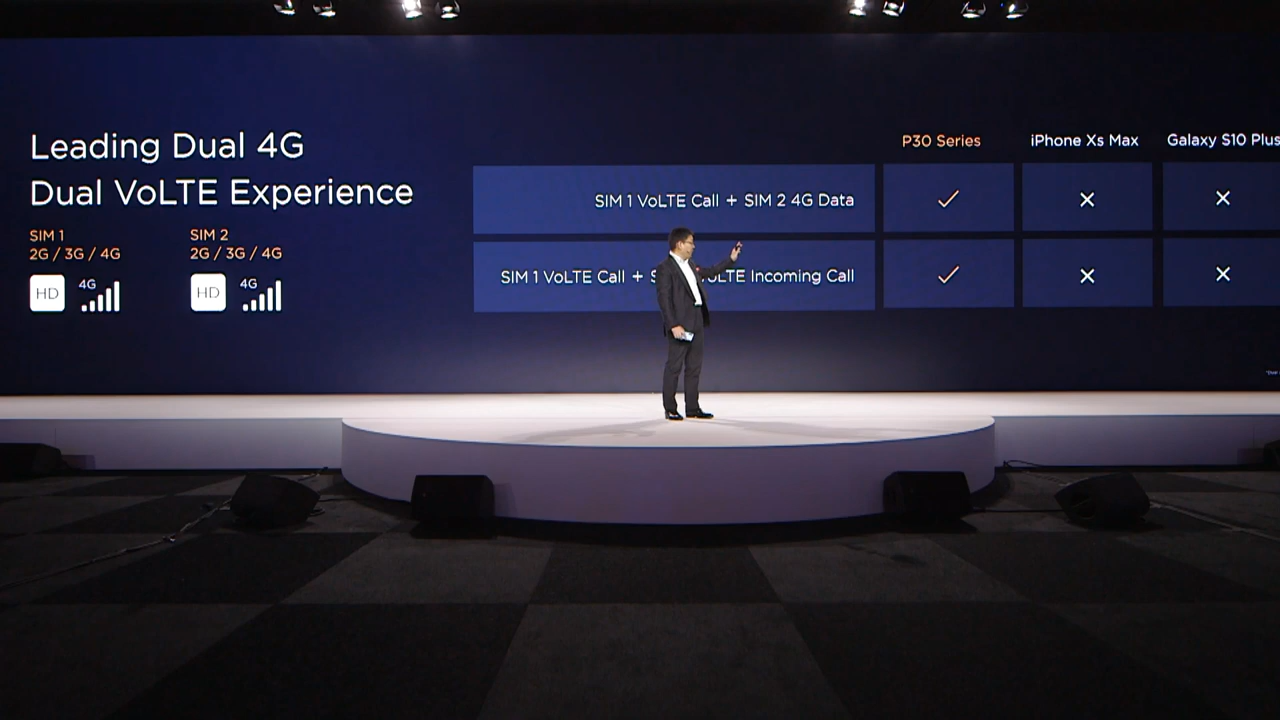 Leading Dual 4G
Dual VoLTE Experience
SIM 1
2G / 3G / 4G
HD
4G
SIM 2
2G / 3G / 4G
HD
4G
P30 Series
iPhone Xs Max
Galaxy S10 Plus
SIM 1 VoLTE Call + SIM 2 4G Data
SIM 1 VoLTE Call + Incoming Call